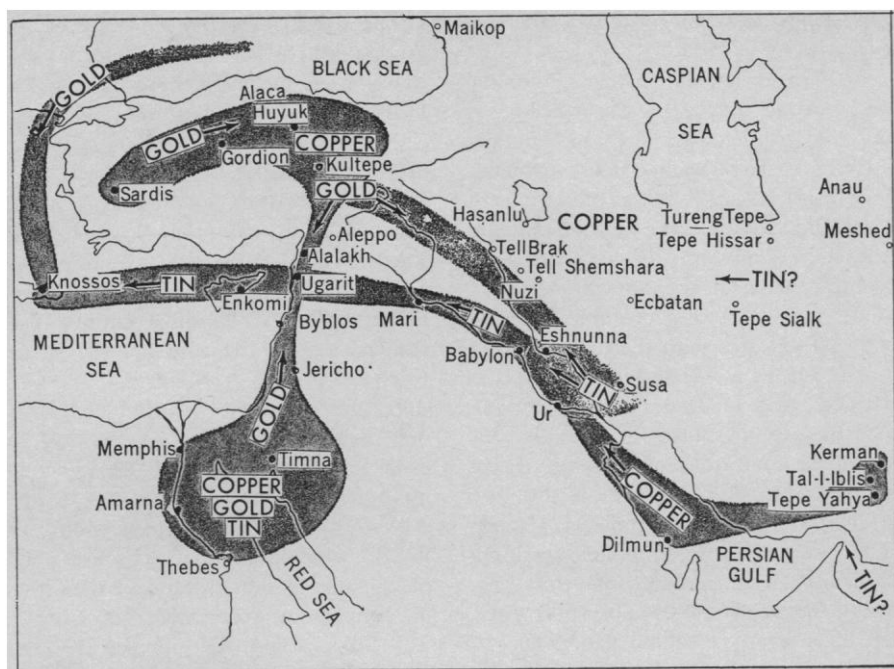 Maikop
BLACK SEA
CASPIAN
SEA
GOLD
Alaca
Huyuk
GOLD
COPPER
Gordion
Kultepe
Sardis
GOLD
Anau
Hasanlu
COPPER
Tureng Tepe
Meshed
Tepe Hissar
Aleppo
Tell Brak
Alalakh
Tell Shemshara
TIN?
Knossos
TIN
Ugarit
Enkomi
Nuzi
Ecbatan
Tepe Sialk
Byblos
Mari
TIN
Eshnunna
MEDITERRANEAN
SEA
Babylon
Jericho
TIN
Susa
GOLD
Ur
Memphis
Timna
Kerman
Tal-I-Iblis
Tepe Yahya
COPPER
GOLD
TIN
Amarna
COPPER
Dilmun
PERSIAN
GULF
Thebes
RED SEA
TIN?